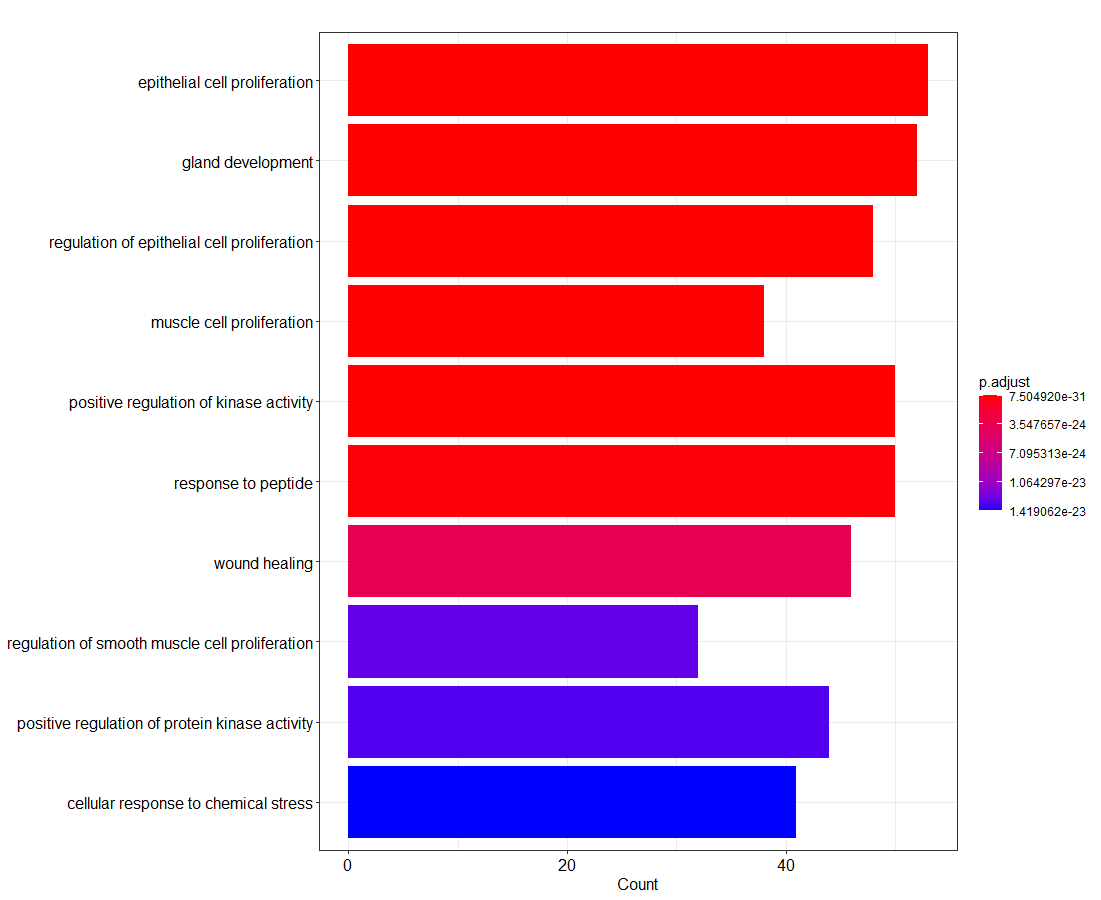 epithelial cell proliferation
gland development
regulation of epithelial cell proliferation
muscle cell proliferation
positive regulation of kinase activity
response to peptide
wound healing
regulation of smooth muscle cell proliferation
positive regulation of protein kinase activity
cellular response to chemical stress
0 20 40
Count
p.adjust
7.504920e-31
3.547657e-24
7.095313e-24
1.064297e-23
1.419062e-23